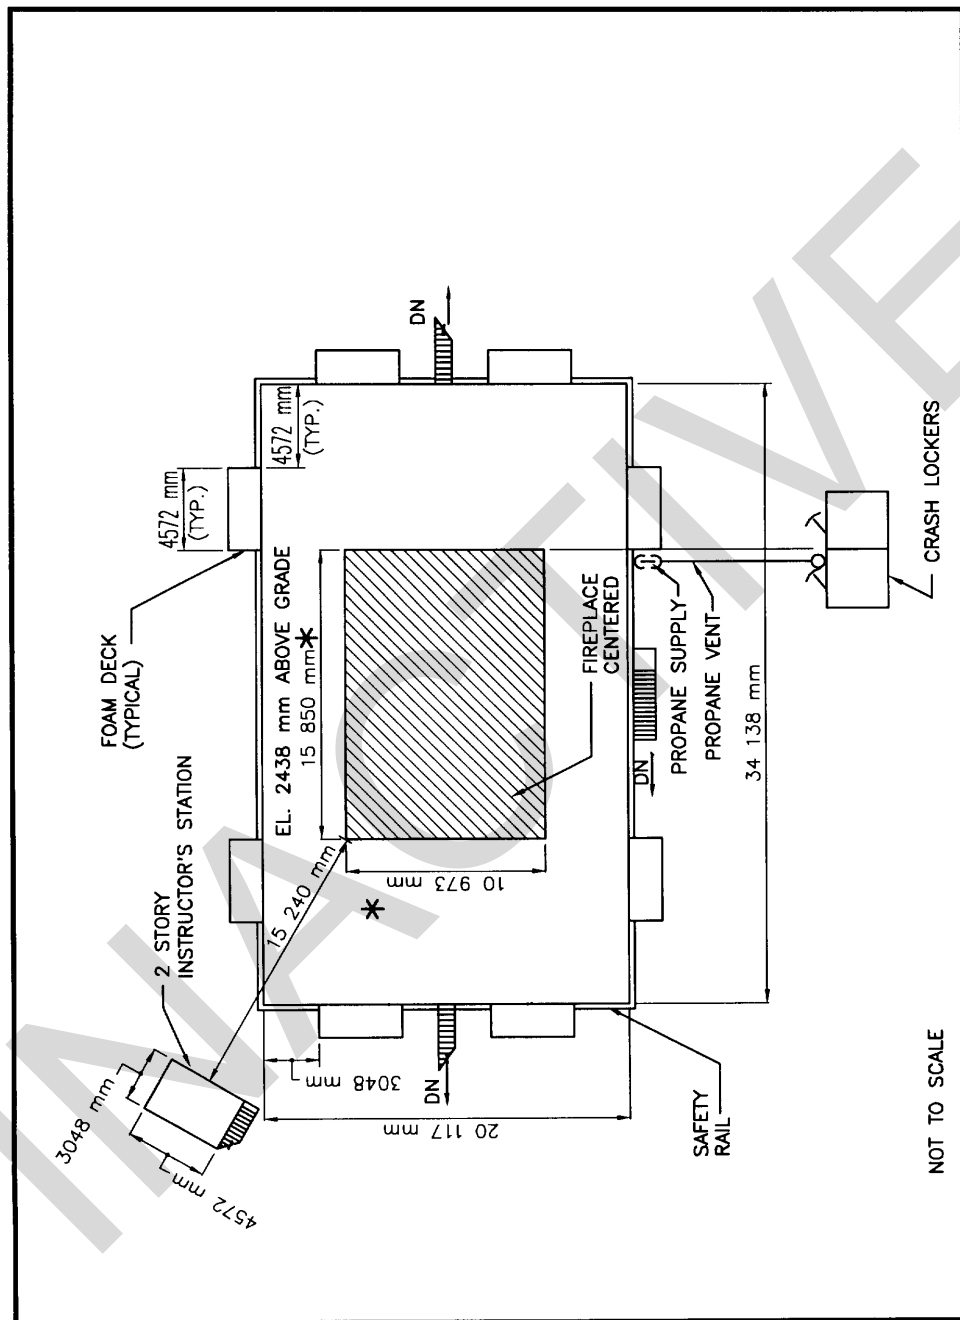 FOAM DECK
(TYPICAL)
4572 mm
(TYP.)
4572 mm
(TYP.)
DN
2 STORY
INSTRUCTOR'S STATION
3048 mm
4572 mm
15 240 mm
EL. 2438 mm ABOVE GRADE
15 850 mm*
*
10 973 mm
FIREPLACE
CENTERED
3048 mm
20 117 mm
DN
SAFETY
RAIL
DN
PROPANE SUPPLY
PROPANE VENT
34 138 mm
CRASH LOCKERS
NOT TO SCALE
INACTIVE